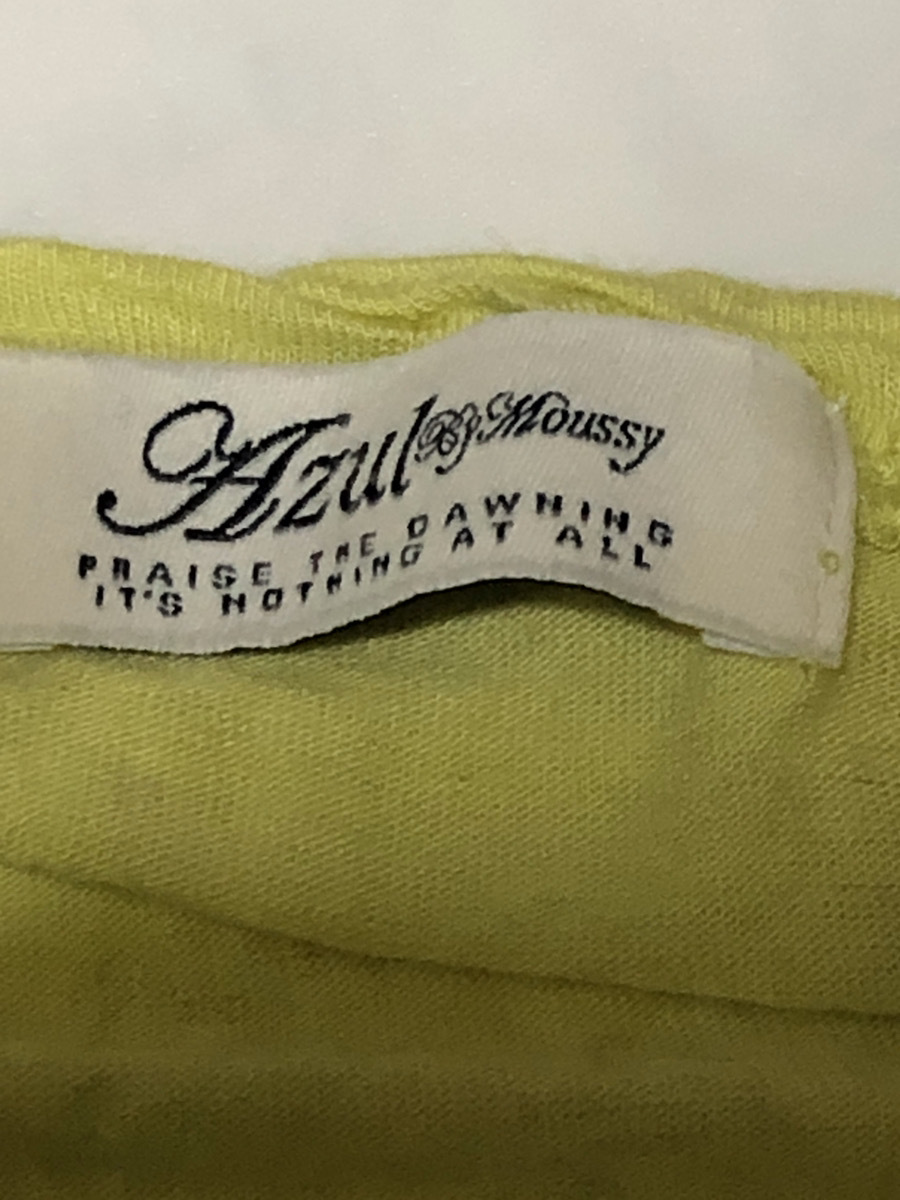 Azul By Moussy
PRAISE THE DAWNING
IT'S NOTHING AT ALL